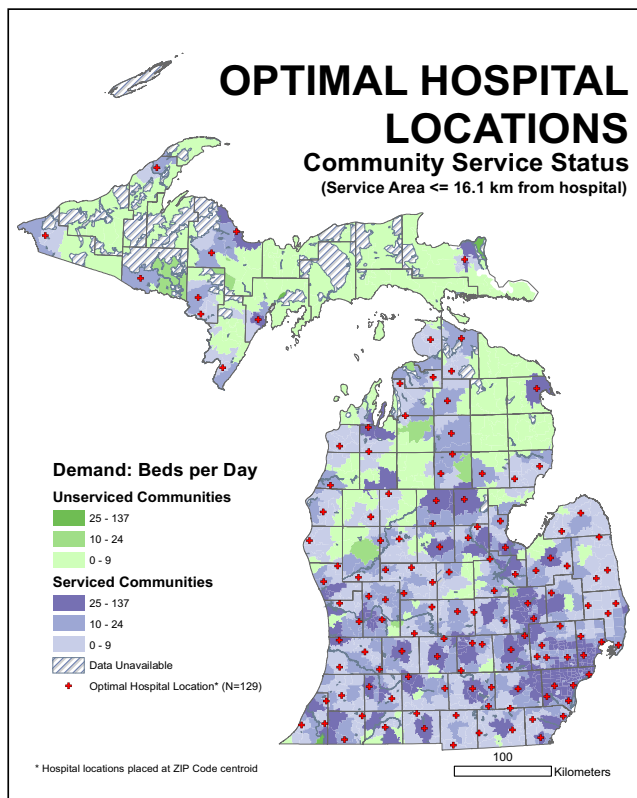 OPTIMAL HOSPITAL
LOCATIONS
Community Service Status
(Service Area <= 16.1 km from hospital)
Demand: Beds per Day
Unserviced Communities
25 - 137
10 - 24
0 - 9
Serviced Communities
25 - 137
10 - 24
0 - 9
Data Unavailable
Optimal Hospital Location* (N=129)
* Hospital locations placed at ZIP Code centroid
100
Kilometers